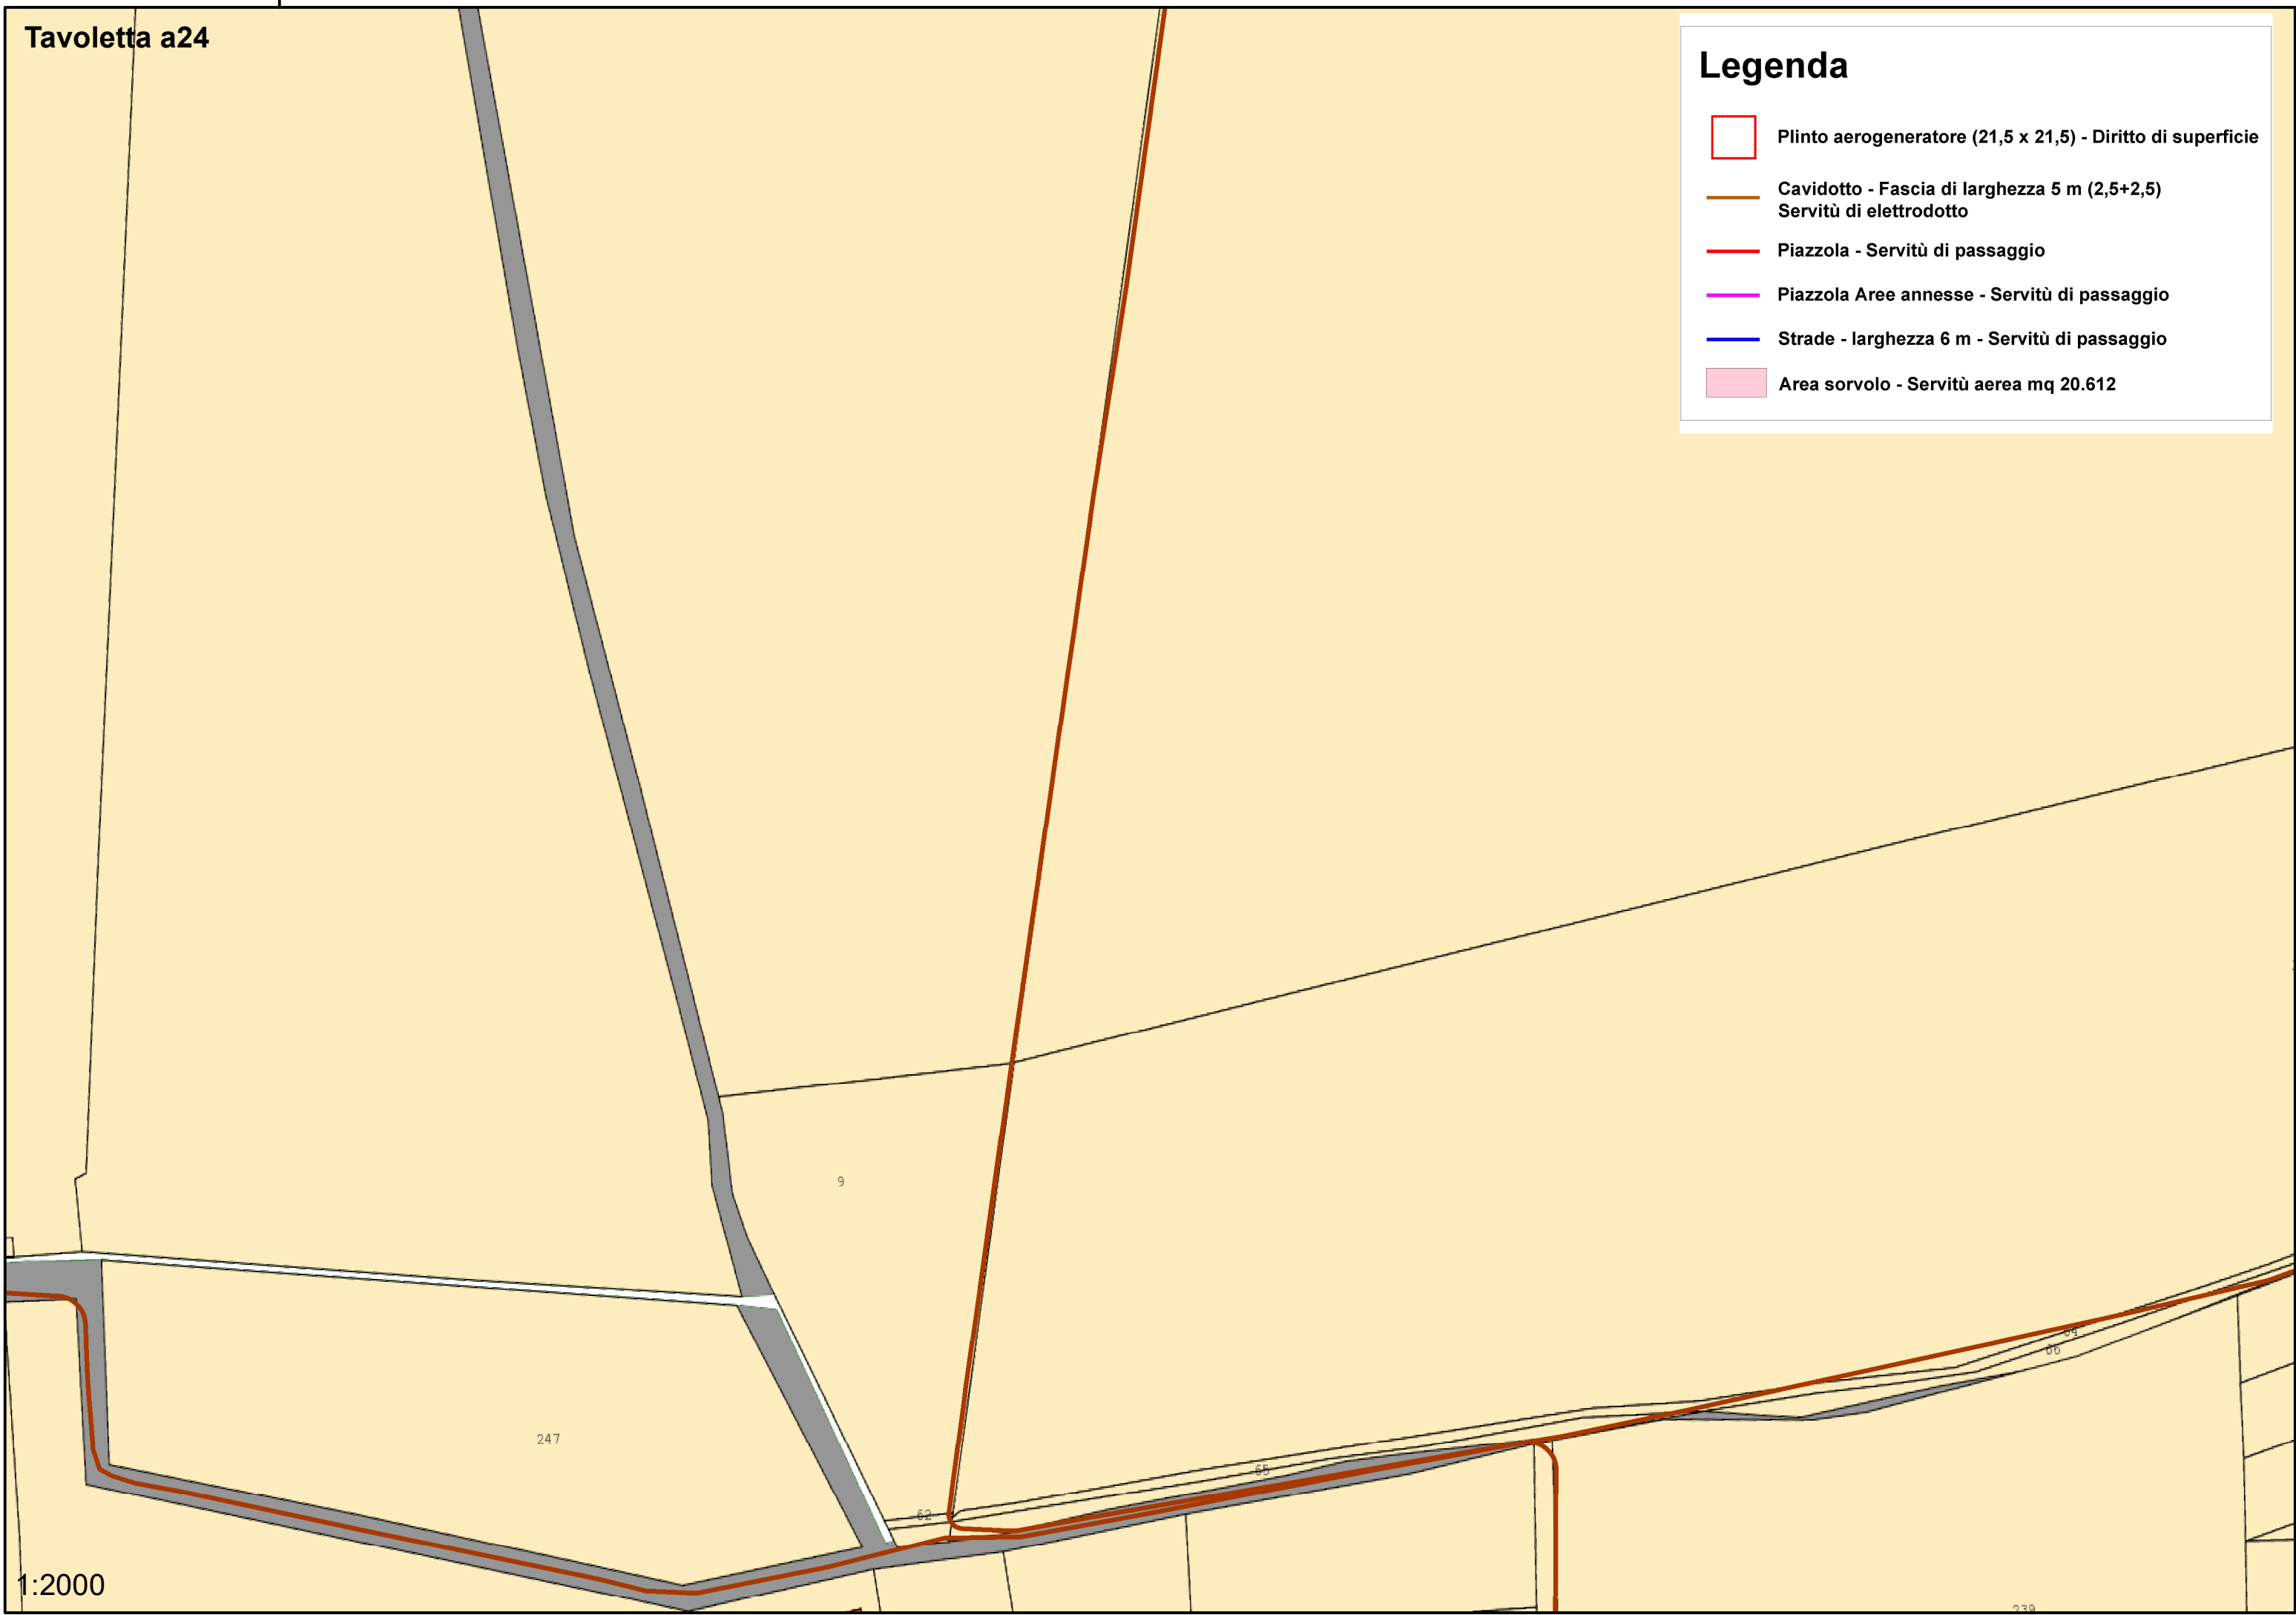 Tavoletta a24
Legenda
Plinto aerogeneratore (21,5 x 21,5) - Diritto di superficie
Cavidotto - Fascia di larghezza 5 m (2,5+2,5)
Servitù di elettrodotto
Piazzola - Servitù di passaggio
Piazzola Aree annesse - Servitù di passaggio
Strade - larghezza 6 m - Servitù di passaggio
Area sorvolo - Servitù aerea mq 20.612
9
64
66
247
65
62
1:2000
239